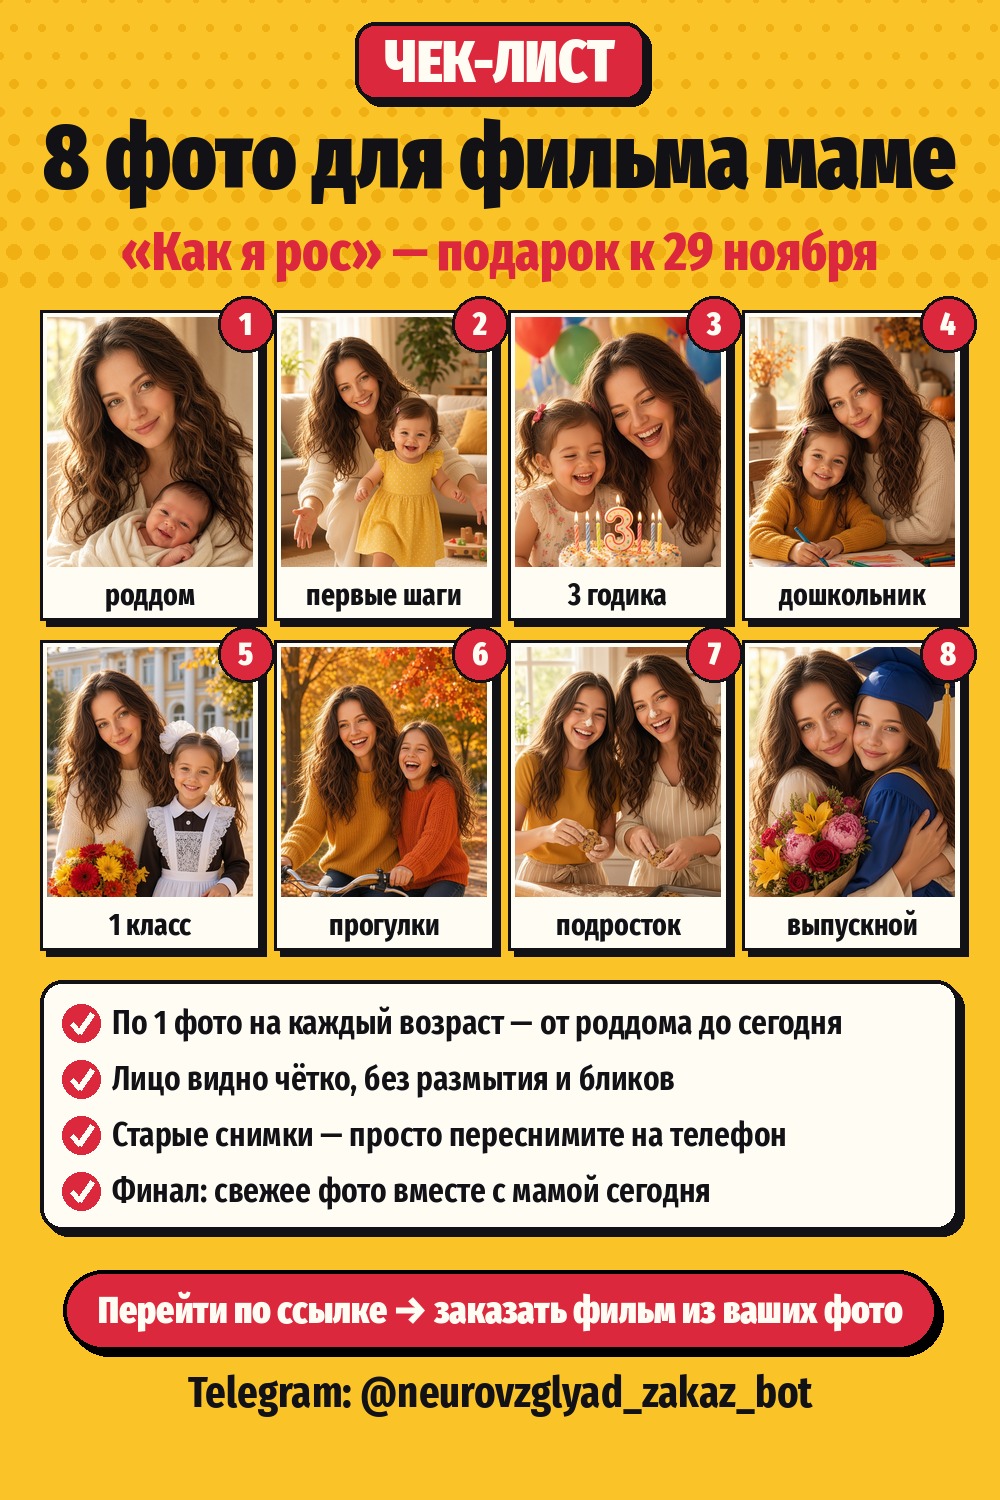 ЧЕК-ЛИСТ
8 фото для фильма маме
«Как я рос» — подарок к 29 ноября
1
2
3
4
роддом
первые шаги
3
3 годика
дошкольник
5
6
7
8
1 класс
прогулки
подросток
выпускной
По 1 фото на каждый возраст — от роддома до сегодня
Лицо видно чётко, без размытия и бликов
Старые снимки — просто переснимите на телефон
Финал: свежее фото вместе с мамой сегодня
Перейти по ссылке → заказать фильм из ваших фото
Telegram: @neurovzglyad_zakaz_bot